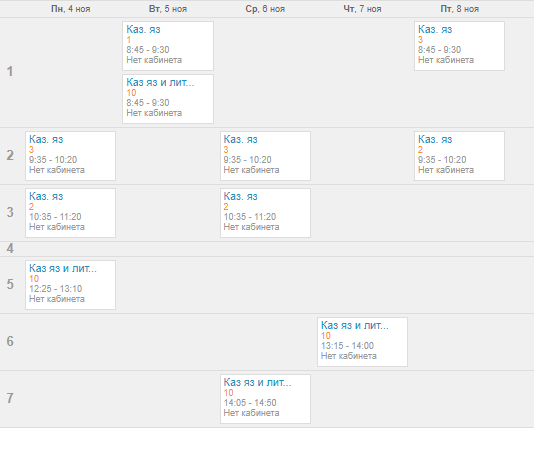 Пн, 4 ноя Вт, 5 ноя Ср, 6 ноя Чт, 7 ноя Пт, 8 ноя
1
Каз. яз
1
8:45 - 9:30
Нет кабинета
Каз яз и лит...
10
8:45 - 9:30
Нет кабинета
Каз. яз
3
8:45 - 9:30
Нет кабинета
2
Каз. яз
3
9:35 - 10:20
Нет кабинета
Каз. яз
3
9:35 - 10:20
Нет кабинета
Каз. яз
2
9:35 - 10:20
Нет кабинета
3
Каз. яз
2
10:35 - 11:20
Нет кабинета
Каз. яз
2
10:35 - 11:20
Нет кабинета
4
5
Каз яз и лит...
10
12:25 - 13:10
Нет кабинета
6
Каз яз и лит...
10
13:15 - 14:00
Нет кабинета
7
Каз яз и лит...
10
14:05 - 14:50
Нет кабинета